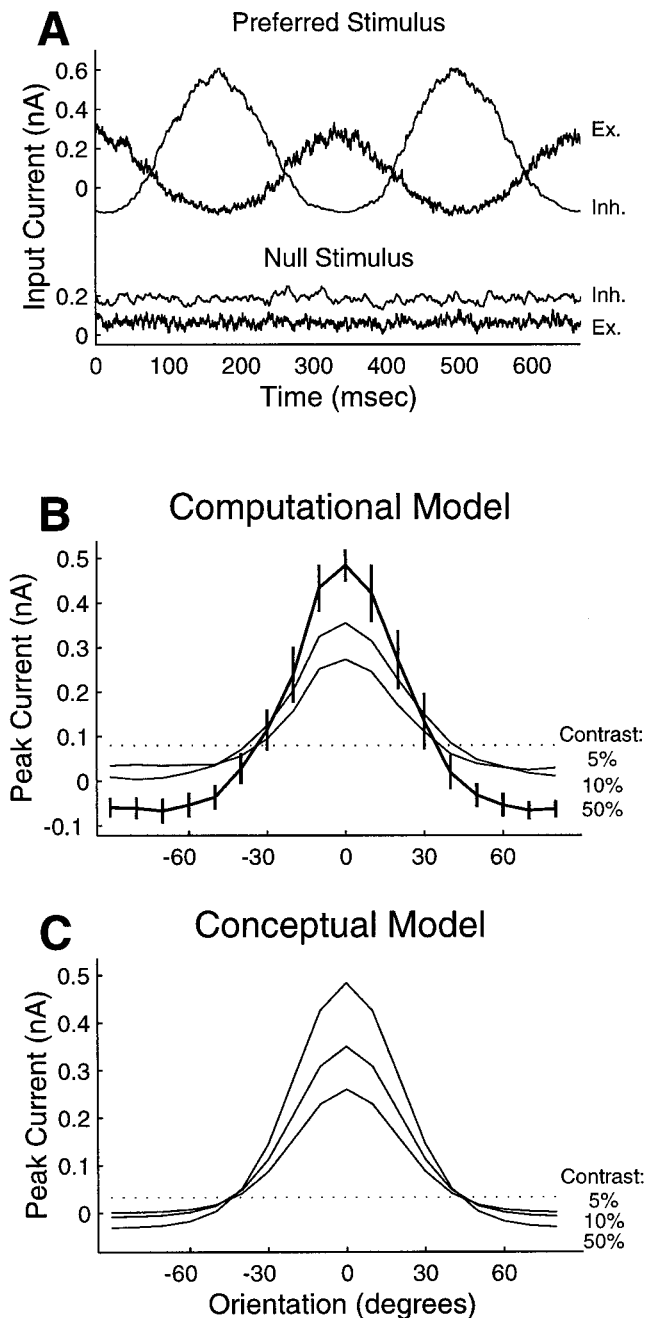 A
Preferred Stimulus
Input Current (nA)
0.6
0.4
0.2
0
Ex.
Inh.
Null Stimulus
0.2
0
Inh.
Ex.
0 100 200 300 400 500 600
Time (msec)
B
Computational Model
Peak Current (nA)
0.5
0.4
0.3
0.2
0.1
0
-0.1
Contrast:
5%
10%
50%
-60 -30 0 30 60
C
Conceptual Model
Peak Current (nA)
0.5
0.4
0.3
0.2
0.1
0
Contrast:
5%
10%
50%
-60 -30 0 30 60
Orientation (degrees)